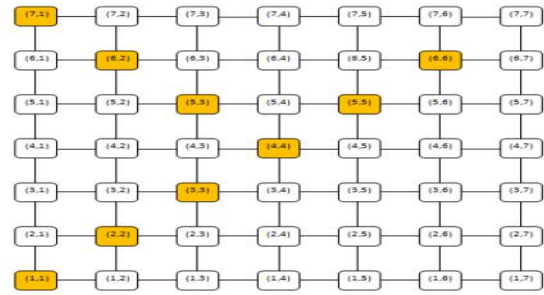 (7,1) (7,2) (7,3) (7,4) (7,5) (7,6) (7,7)
(6,1) (6,2) (6,3) (6,4) (6,5) (6,6) (6,7)
(5,1) (5,2) (5,3) (5,4) (5,5) (5,6) (5,7)
(4,1) (4,2) (4,3) (4,4) (4,5) (4,6) (4,7)
(3,1) (3,2) (3,3) (3,4) (3,5) (3,6) (3,7)
(2,1) (2,2) (2,3) (2,4) (2,5) (2,6) (2,7)
(1,1) (1,2) (1,3) (1,4) (1,5) (1,6) (1,7)